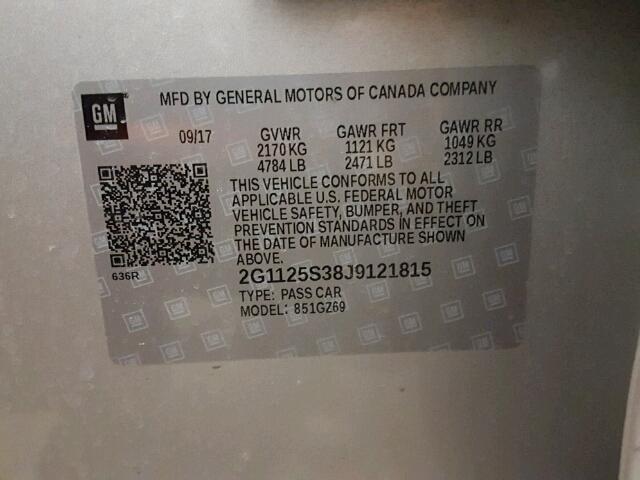 GM
MFD BY GENERAL MOTORS OF CANADA COMPANY
09/17 GVWR GAWR FRT GAWR RR
2170 KG 1121 KG 1049 KG
4784 LB 2471 LB 2312 LB
THIS VEHICLE CONFORMS TO ALL
APPLICABLE U.S. FEDERAL MOTOR
VEHICLE SAFETY, BUMPER, AND THEFT
PREVENTION STANDARDS IN EFFECT ON
THE DATE OF MANUFACTURE SHOWN
ABOVE.
636R
2G1125S38J9121815
TYPE: PASS CAR
MODEL: 851GZ69